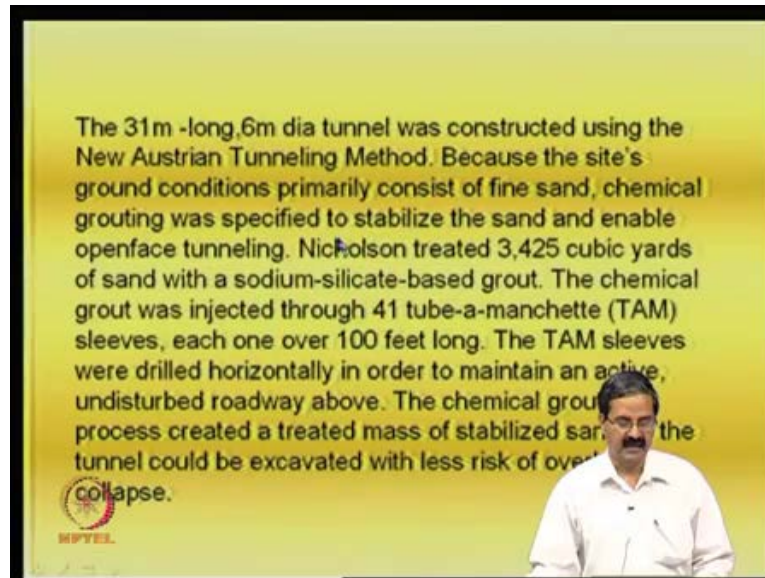 The 31m -long,6m dia tunnel was constructed using the
New Austrian Tunneling Method. Because the site's
ground conditions primarily consist of fine sand, chemical
grouting was specified to stabilize the sand and enable
openface tunneling. Nicholson treated 3,425 cubic yards
of sand with a sodium-silicate-based grout. The chemical
grout was injected through 41 tube-a-manchette (TAM)
sleeves, each one over 100 feet long. The TAM sleeves
were drilled horizontally in order to maintain an active,
undisturbed roadway above. The chemical
process created a treated mass of stabilized the
tunnel could be excavated with less risk of
collapse.
NPTEL